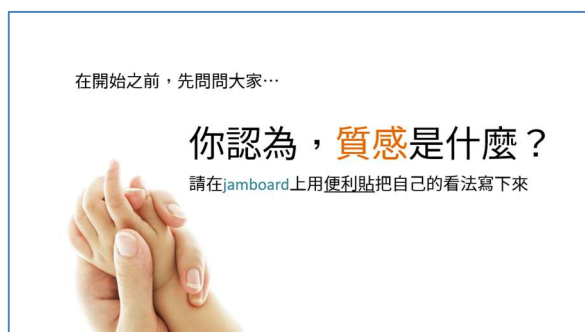 在開始之前，先問問大家…
你認為，質感是什麼？
請在jamboard上用便利貼把自己的看法寫下來